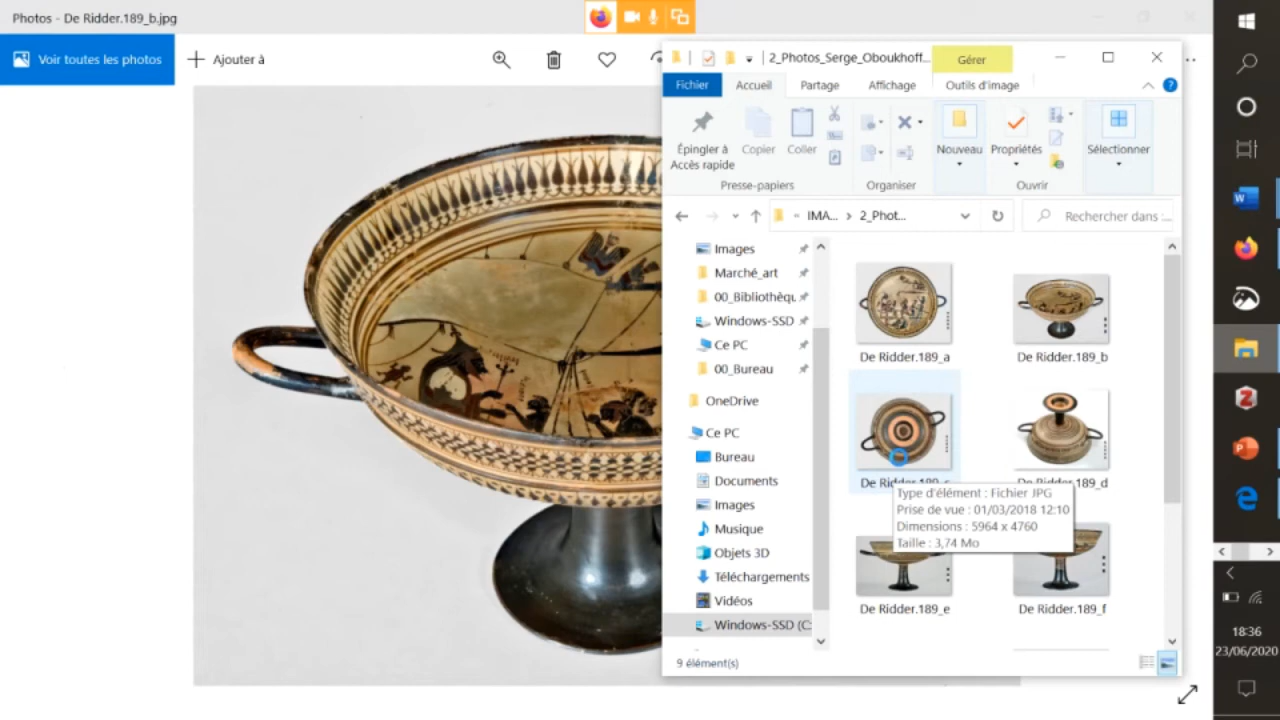 Photos - De Ridder.189_b.jpg
Voir toutes les photos
Ajouter à
2_Photos_Serge_Oboukhoff...
Gérer
Fichier
Accueil
Partage
Affichage
Outils d'image
Épingler à
Accès rapide
Copier
Coller
Nouveau
Propriétés
Sélectionner
Presse-papiers
Organiser
Ouvrir
« IMA... > 2_Phot...
Rechercher dans :...
Images
Marché_art
00_Bibliothèqu
Windows-SSD
Ce PC
00_Bureau
OneDrive
Ce PC
Bureau
Documents
Images
Musique
Objets 3D
Téléchargements
Vidéos
Windows-SSD (C:
De Ridder.189_a
De Ridder.189_b
De Ridder.189_c
De Ridder.189_d
Type d'élément : Fichier JPG
Prise de vue : 01/03/2018 12:10
Dimensions : 5964 x 4760
Taille : 3,74 Mo
De Ridder.189_e
De Ridder.189_f
9 élément(s)
18:36
23/06/2020